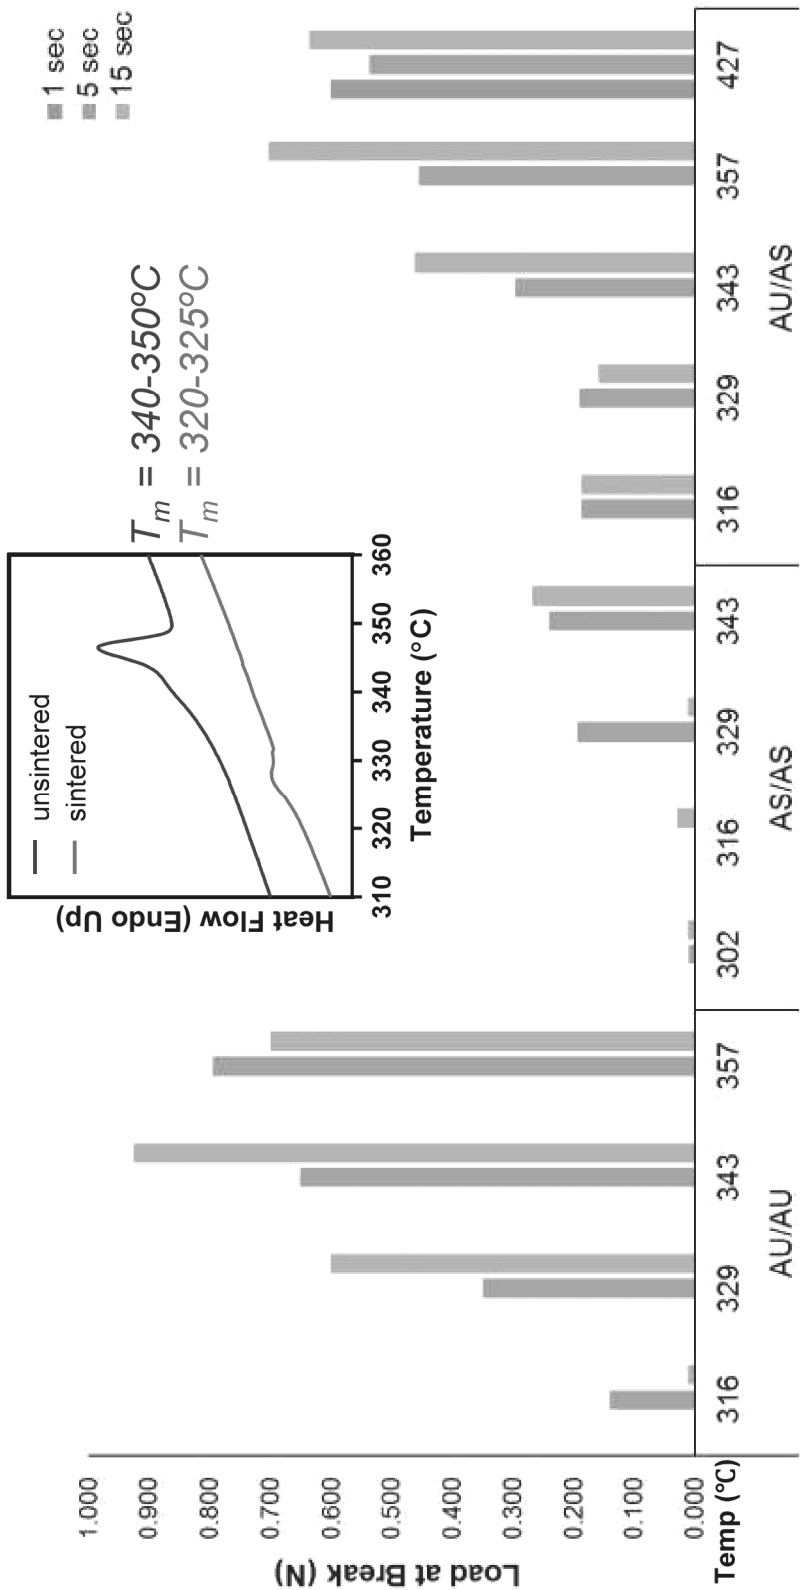 1 sec
5 sec
15 sec
unsintered
sintered
Heat Flow (Endo Up)
310 320 330 340 350 360
Temperature (°C)
Tm = 340-350ºC
Tm = 320-325ºC
Load at Break (N)
1.000
0.900
0.800
0.700
0.600
0.500
0.400
0.300
0.200
0.100
0.000
Temp (°C) 316 329 343 357 302 316 329 343 316 329 343 357 427
AU/AU AS/AS AU/AS